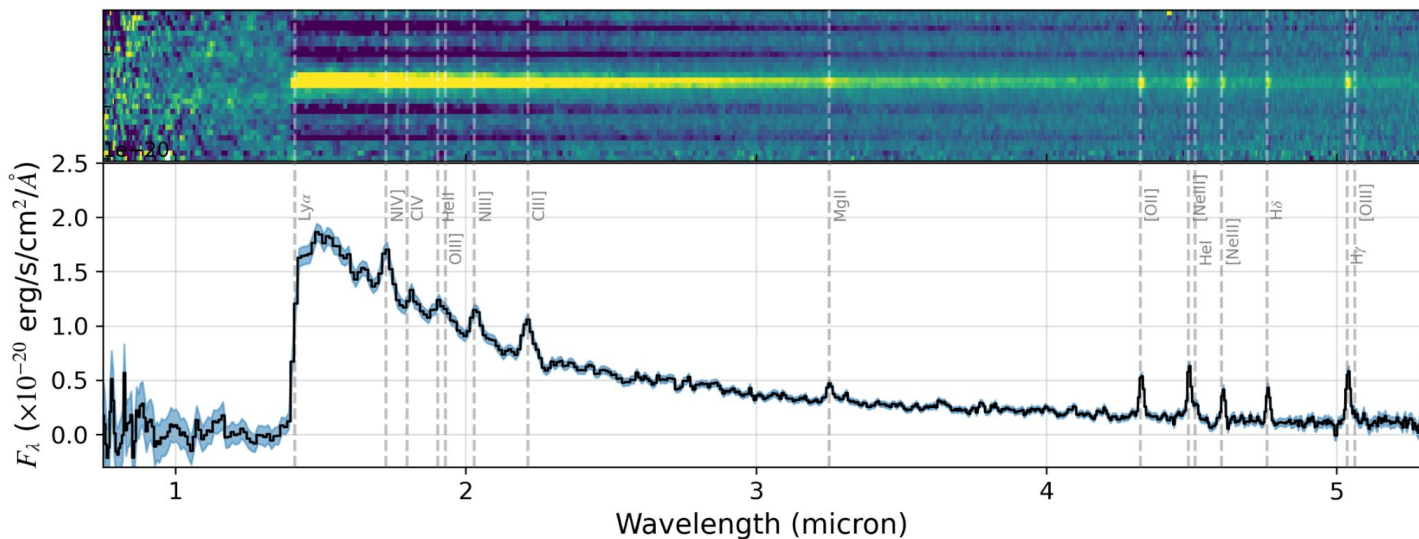 1e−20
2.5
2.0
1.5
1.0
0.5
0.0
Fλ (×10−20 erg/s/cm2/Å)
Lyα
NIV]
CIV
OIII]
HeII
NIII]
CIII]
MgII
[OII]
[NeIII]
HeI
[NeIII]
Hδ
Hγ
[OIII]
1 2 3 4 5
Wavelength (micron)